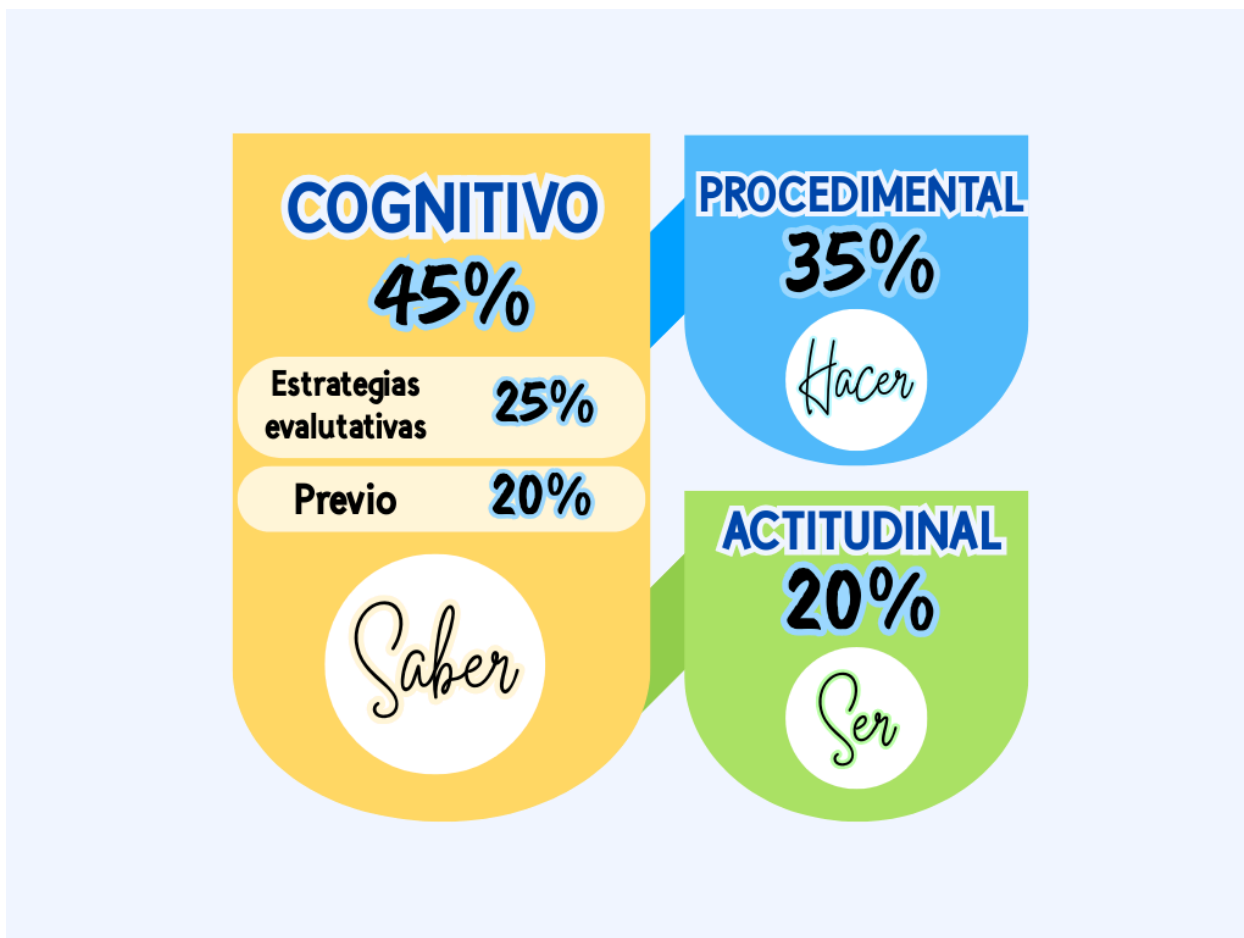 COGNITIVO
45%
Estrategias
evalutativas
25%
Previo
20%
Saber
PROCEDIMENTAL
35%
Hacer
ACTITUDINAL
20%
Ser